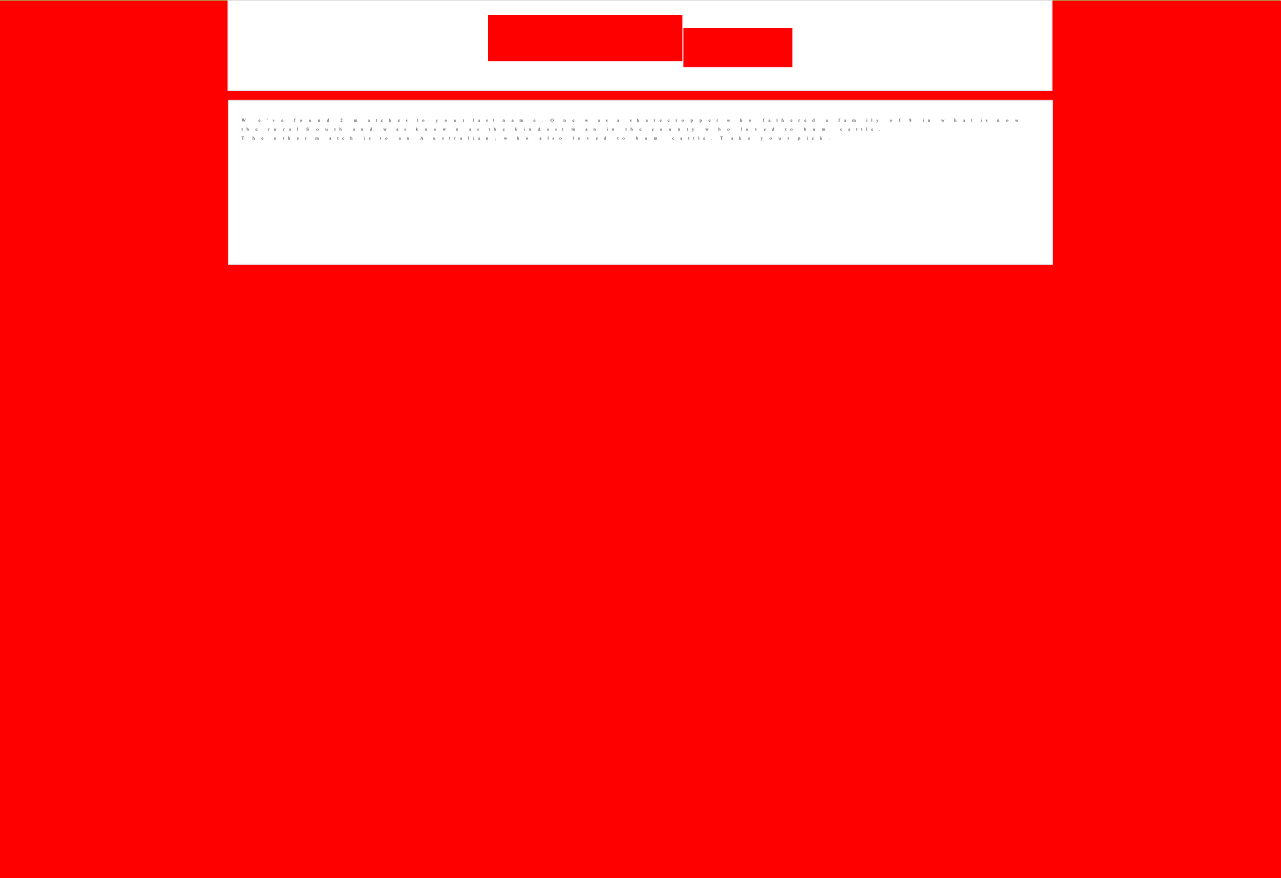 We've found 2 matches to your last name. One was a sharecropper who fathered a family of 9 in what is now
the rural South and was known as the kindest man in the county who loved to hum cattle.
The other match is to an Australian, who also loved to hum cattle. Take your pick.